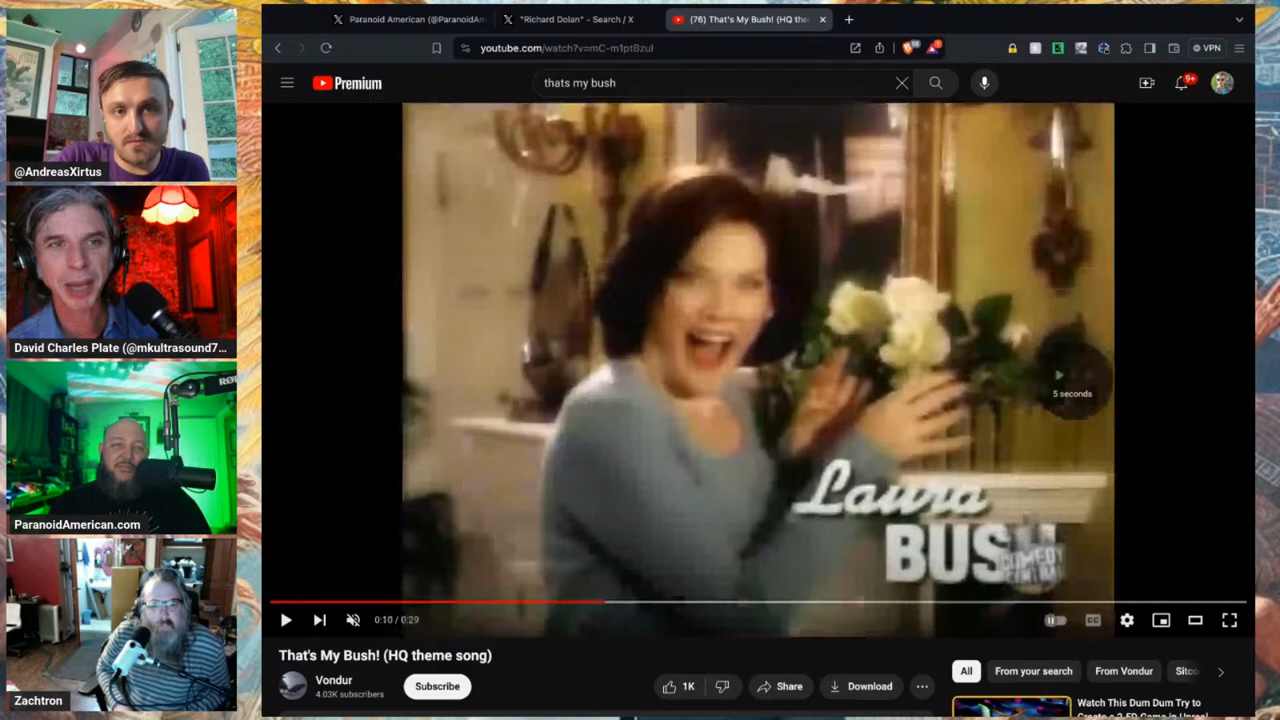 Paranoid American (@ParanoidAm
"Richard Dolan" - Search / X
(76) That's My Bush! (HQ the
youtube.com/watch?v=mC-m1ptBzuI
VPN
Premium
thats my bush
9+
@AndreasXirtus
David Charles Plate (@mkultrasound7...
ParanoidAmerican.com
Zachtron
5 seconds
Laura
BUSH
COMEDY
CENTRAL
0:10 / 0:29
CC
That's My Bush! (HQ theme song)
Vondur
4.03K subscribers
Subscribe
1K
Share
Download
All
From your search
From Vondur
Sitco
Watch This Dum Dum Try to